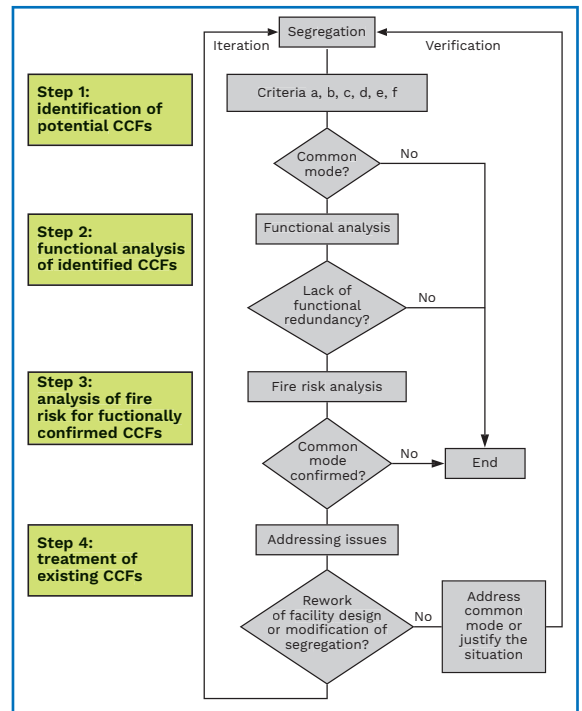 Segregation
Iteration
Verification
Step 1:
identification of
potential CCFs
Criteria a, b, c, d, e, f
Common
mode?
No
Step 2:
functional analysis
of identified CCFs
Functional analysis
Lack of
functional
redundancy?
No
Step 3:
analysis of fire
risk for fuctionally
confirmed CCFs
Fire risk analysis
Common
mode
confirmed?
No
End
Step 4:
treatment of
existing CCFs
Addressing issues
Rework
of facility design
or modification of
segregation?
No
Address
common
mode or
justify the
situation